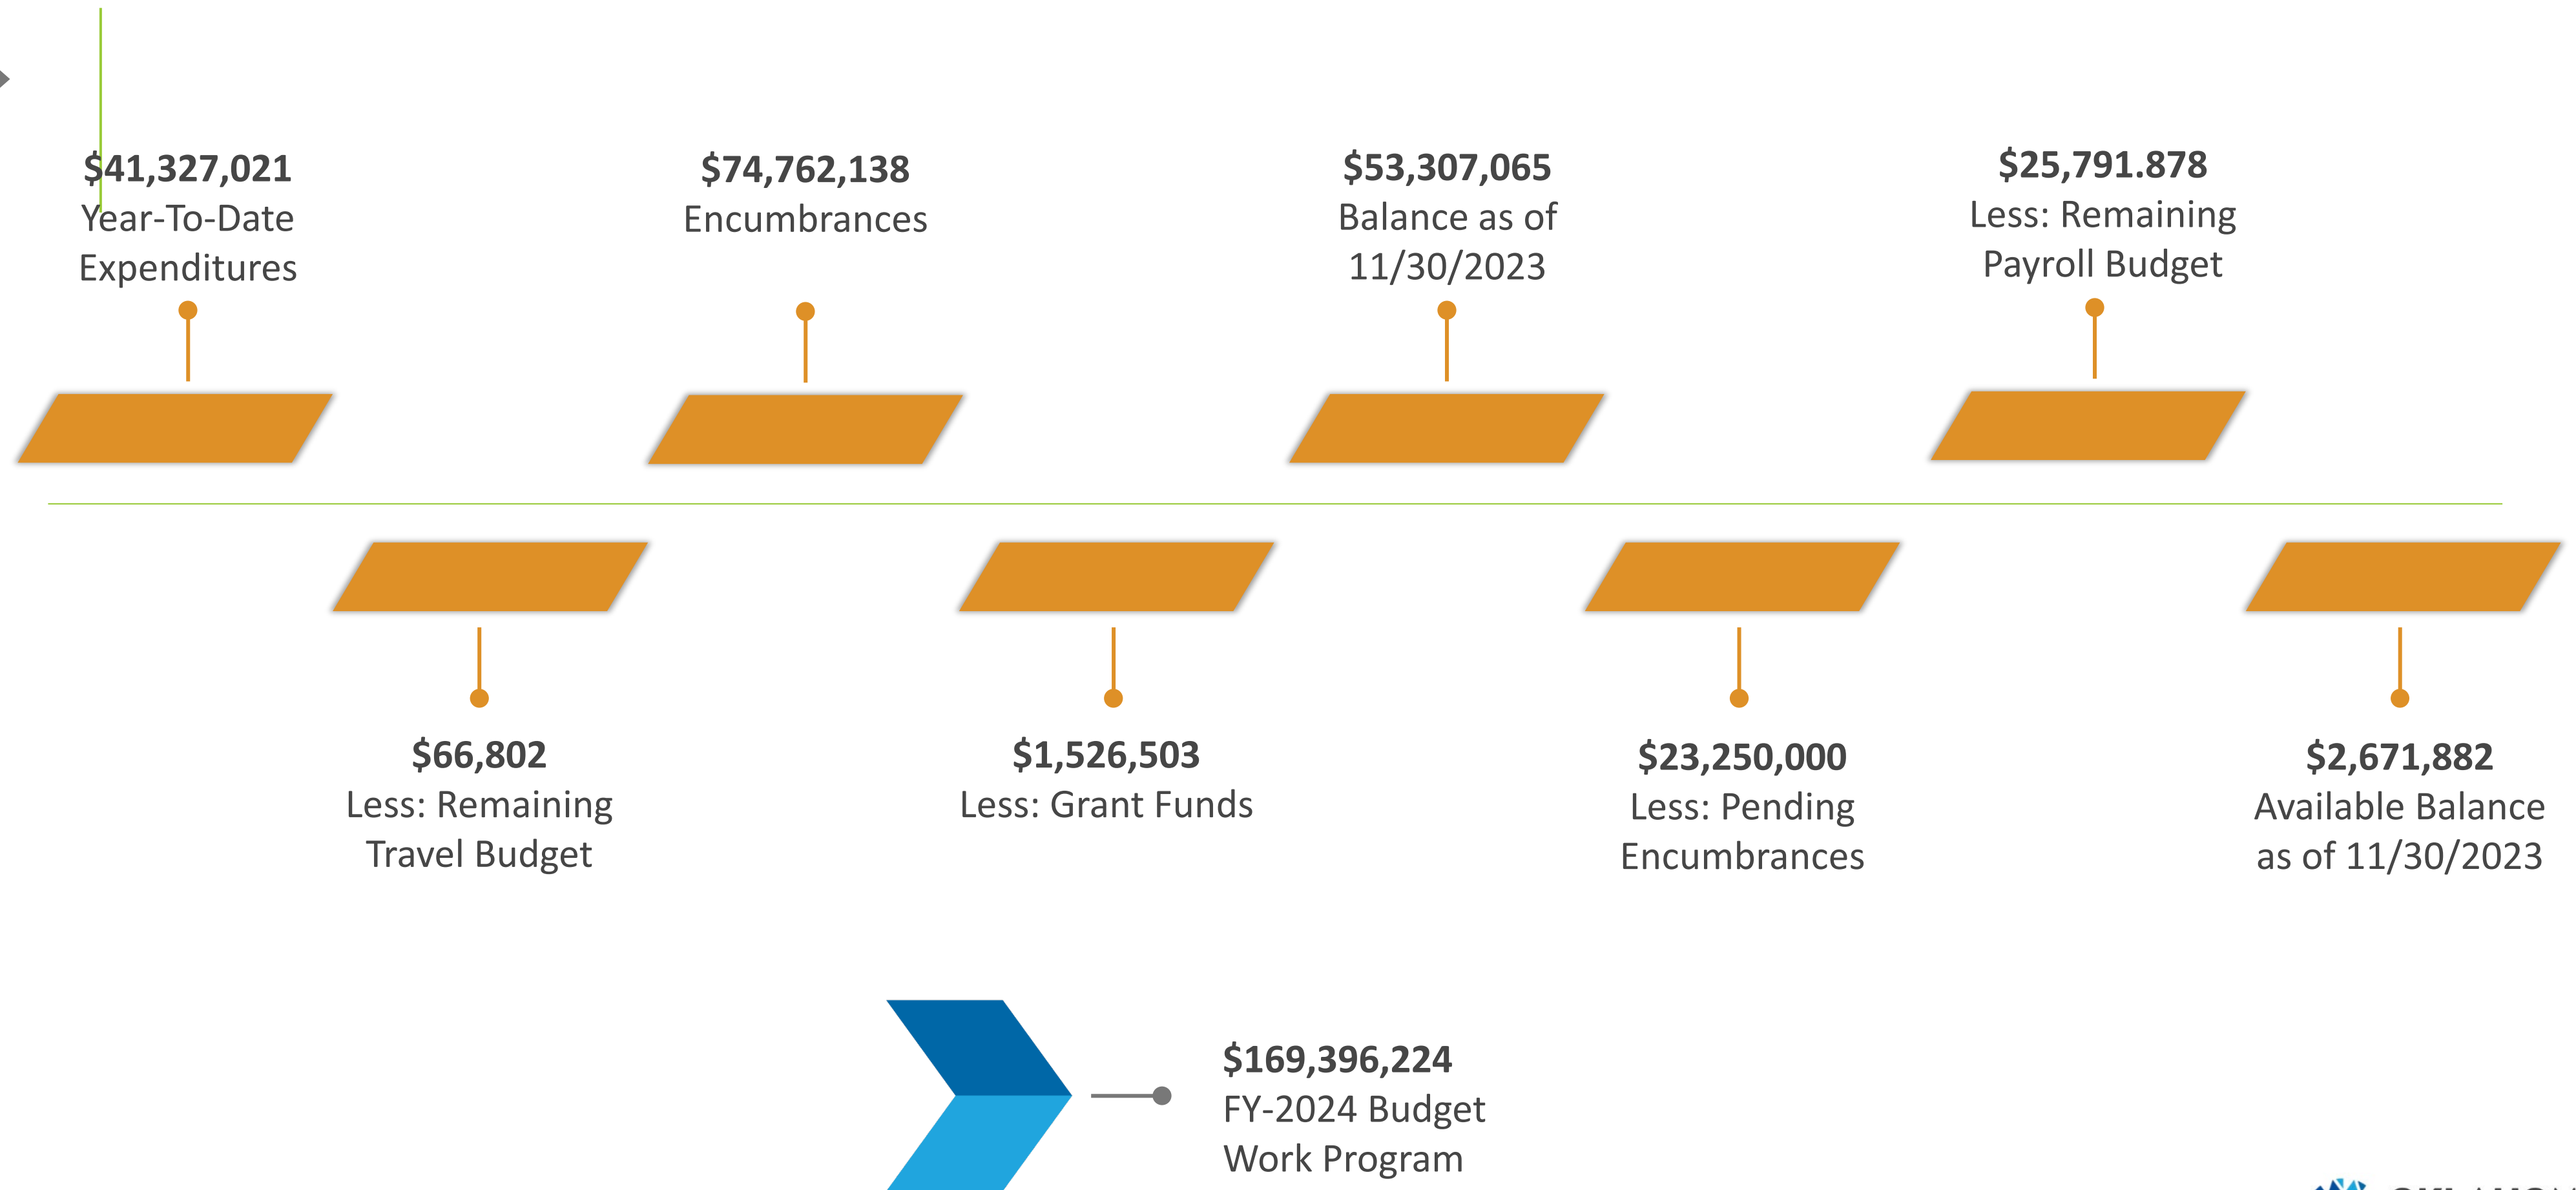 $41,327,021
Year-To-Date
Expenditures
$74,762,138
Encumbrances
$53,307,065
Balance as of
11/30/2023
$25,791.878
Less: Remaining
Payroll Budget
$66,802
Less: Remaining
Travel Budget
$1,526,503
Less: Grant Funds
$23,250,000
Less: Pending
Encumbrances
$2,671,882
Available Balance
as of 11/30/2023
$169,396,224
FY-2024 Budget
Work Program